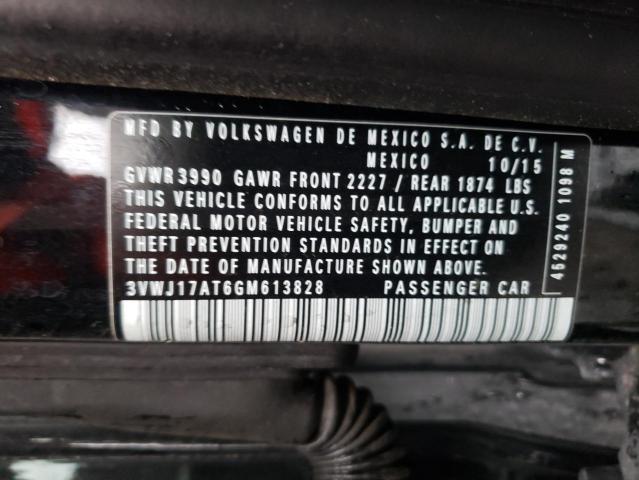 MFD BY VOLKSWAGEN DE MEXICO S.A. DE C.V.
MEXICO 10/15
GVWR 3990 GAWR FRONT 2227 / REAR 1874 LBS
THIS VEHICLE CONFORMS TO ALL APPLICABLE U.S.
FEDERAL MOTOR VEHICLE SAFETY, BUMPER AND
THEFT PREVENTION STANDARDS IN EFFECT ON
THE DATE OF MANUFACTURE SHOWN ABOVE.
3VWJ17AT6GM613828 PASSENGER CAR
4529240 1098 M